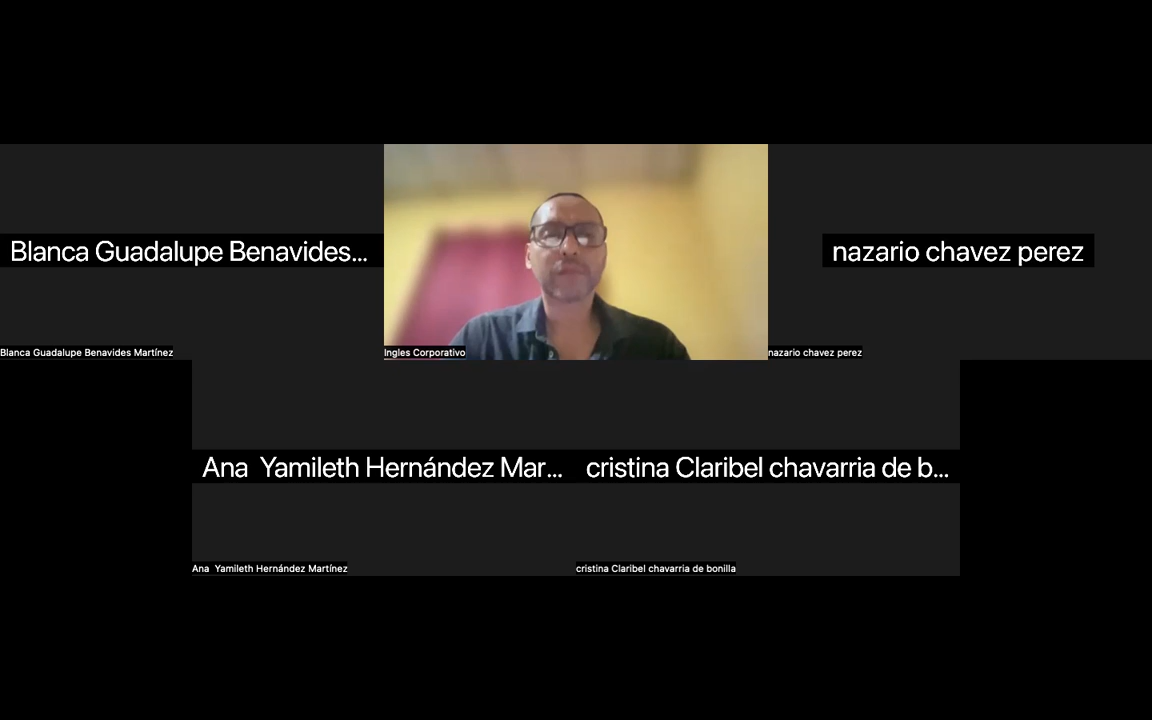 Blanca Guadalupe Benavides...
nazario chavez perez
Blanca Guadalupe Benavides Martínez
Ingles Corporativo
nazario chavez perez
Ana  Yamileth Hernández Mar...
cristina Claribel chavarria de b...
Ana  Yamileth Hernández Martínez
cristina Claribel chavarria de bonilla